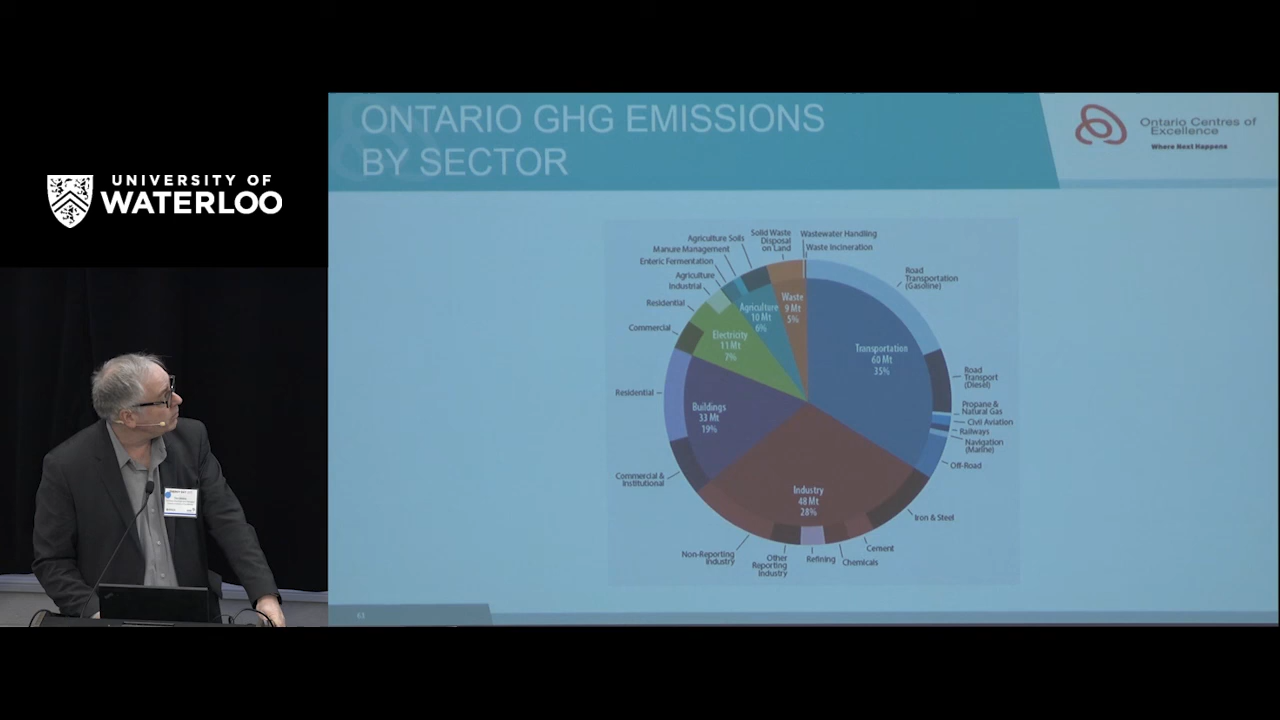 UNIVERSITY OF
WATERLOO
ONTARIO GHG EMISSIONS
BY SECTOR
Ontario Centres of
Excellence
Where Next Happens
Wastewater Handling
Waste Incineration
Solid Waste
Disposal
on Land
Agriculture Soils
Manure Management
Enteric Fermentation
Agriculture
Industrial
Residential
Commercial
Residential
Commercial &
Institutional
Non-Reporting
Industry
Other
Reporting
Industry
Refining
Chemicals
Cement
Iron & Steel
Off-Road
Navigation
(Marine)
Railways
Civil Aviation
Propane &
Natural Gas
Road
Transport
(Diesel)
Road
Transportation
(Gasoline)
Waste
9 Mt
5%
Agriculture
10 Mt
6%
Electricity
11 Mt
7%
Buildings
33 Mt
19%
Industry
48 Mt
28%
Transportation
60 Mt
35%